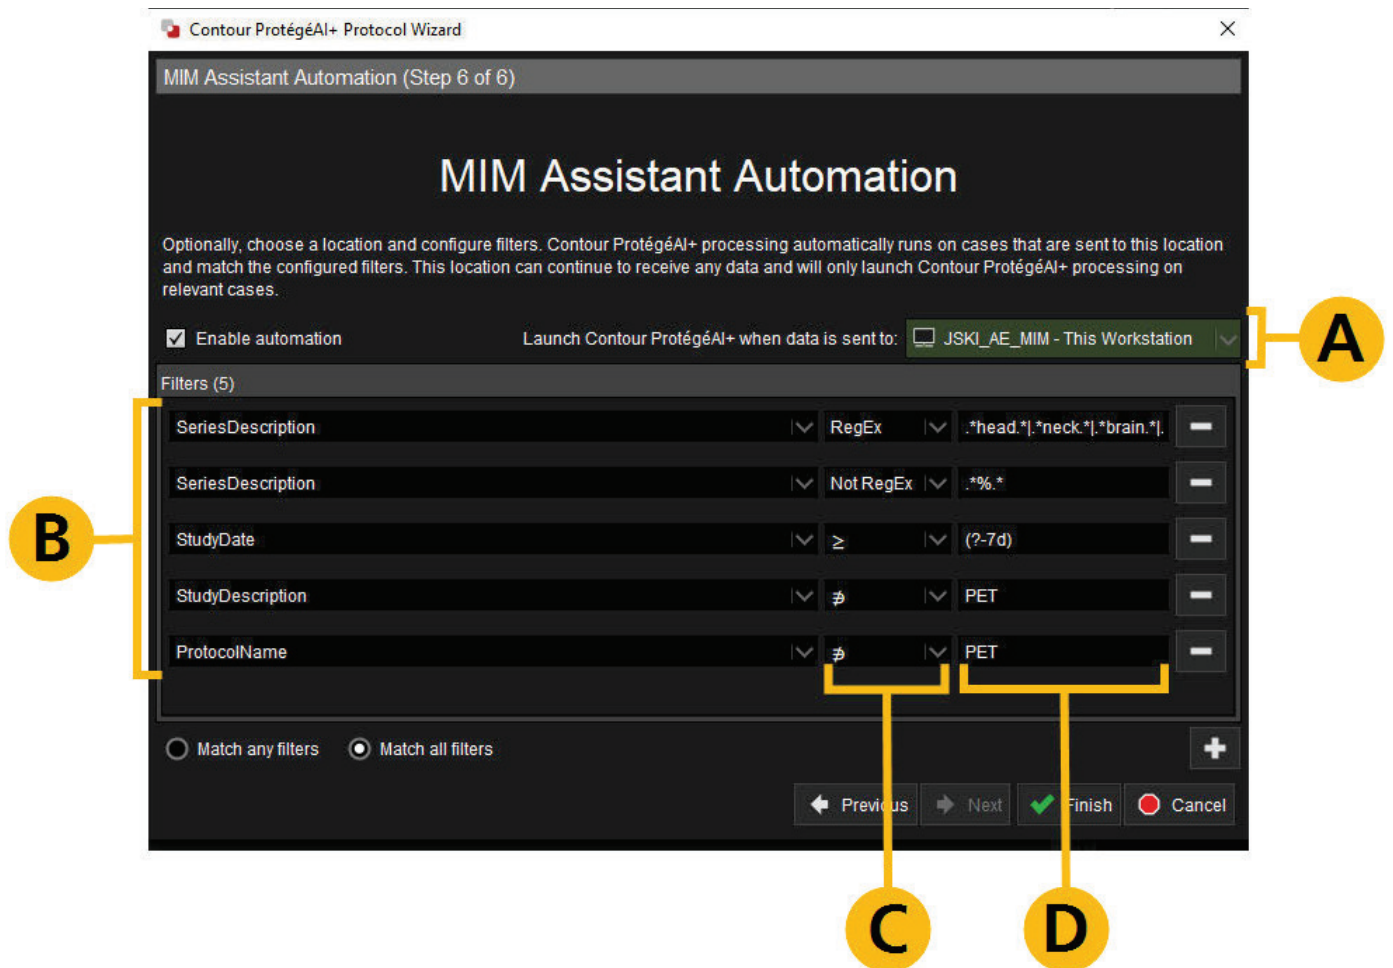 Contour ProtégéAI+ Protocol Wizard
MIM Assistant Automation (Step 6 of 6)
MIM Assistant Automation
Optionally, choose a location and configure filters. Contour ProtégéAI+ processing automatically runs on cases that are sent to this location
and match the configured filters. This location can continue to receive any data and will only launch Contour ProtégéAI+ processing on
relevant cases.
Enable automation Launch Contour ProtégéAI+ when data is sent to: JSKI_AE_MIM - This Workstation
A
Filters (5)
SeriesDescription RegEx .*head.*|.*neck.*|.*brain.*|.
SeriesDescription Not RegEx .*%.*
B
StudyDate ≥ (?-7d)
StudyDescription ∌ PET
ProtocolName ∌ PET
Match any filters Match all filters
Previous Next Finish Cancel
C D